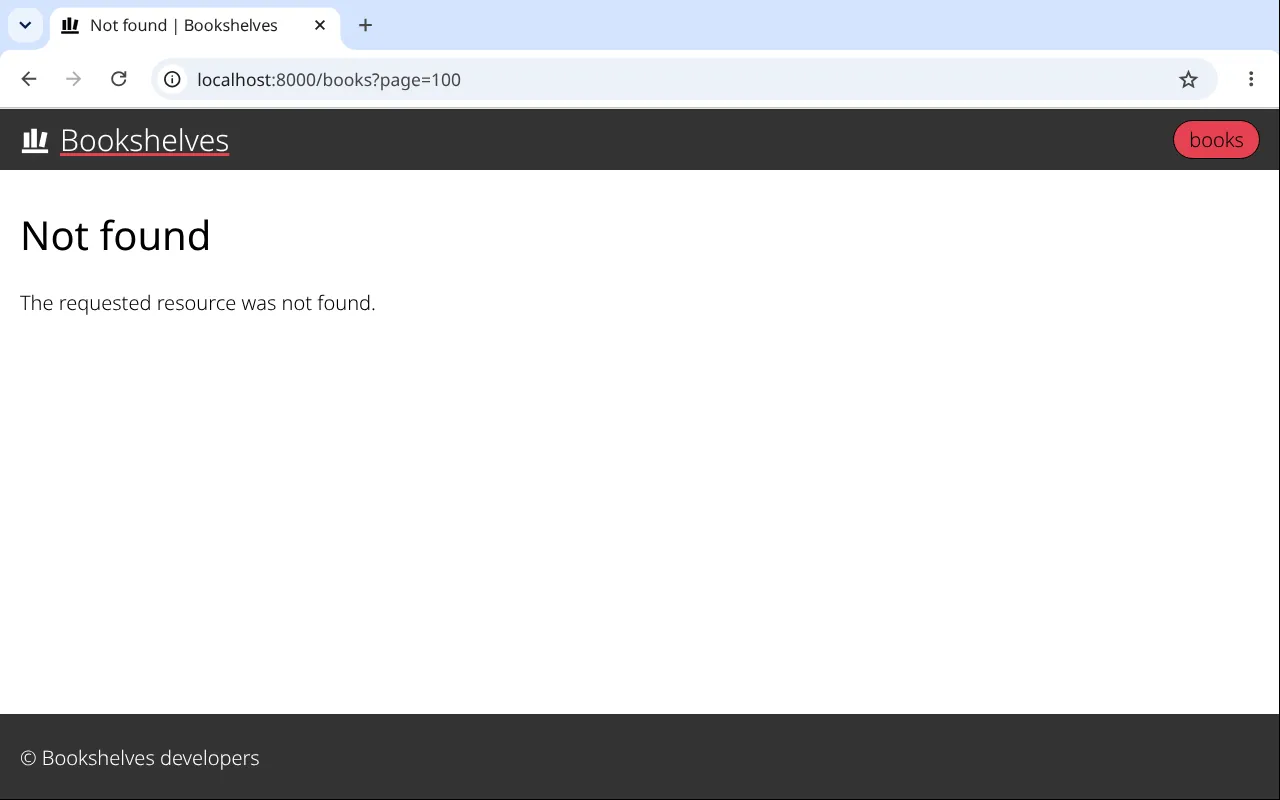 Not found | Bookshelves
localhost:8000/books?page=100
Bookshelves
books
Not found
The requested resource was not found.
© Bookshelves developers